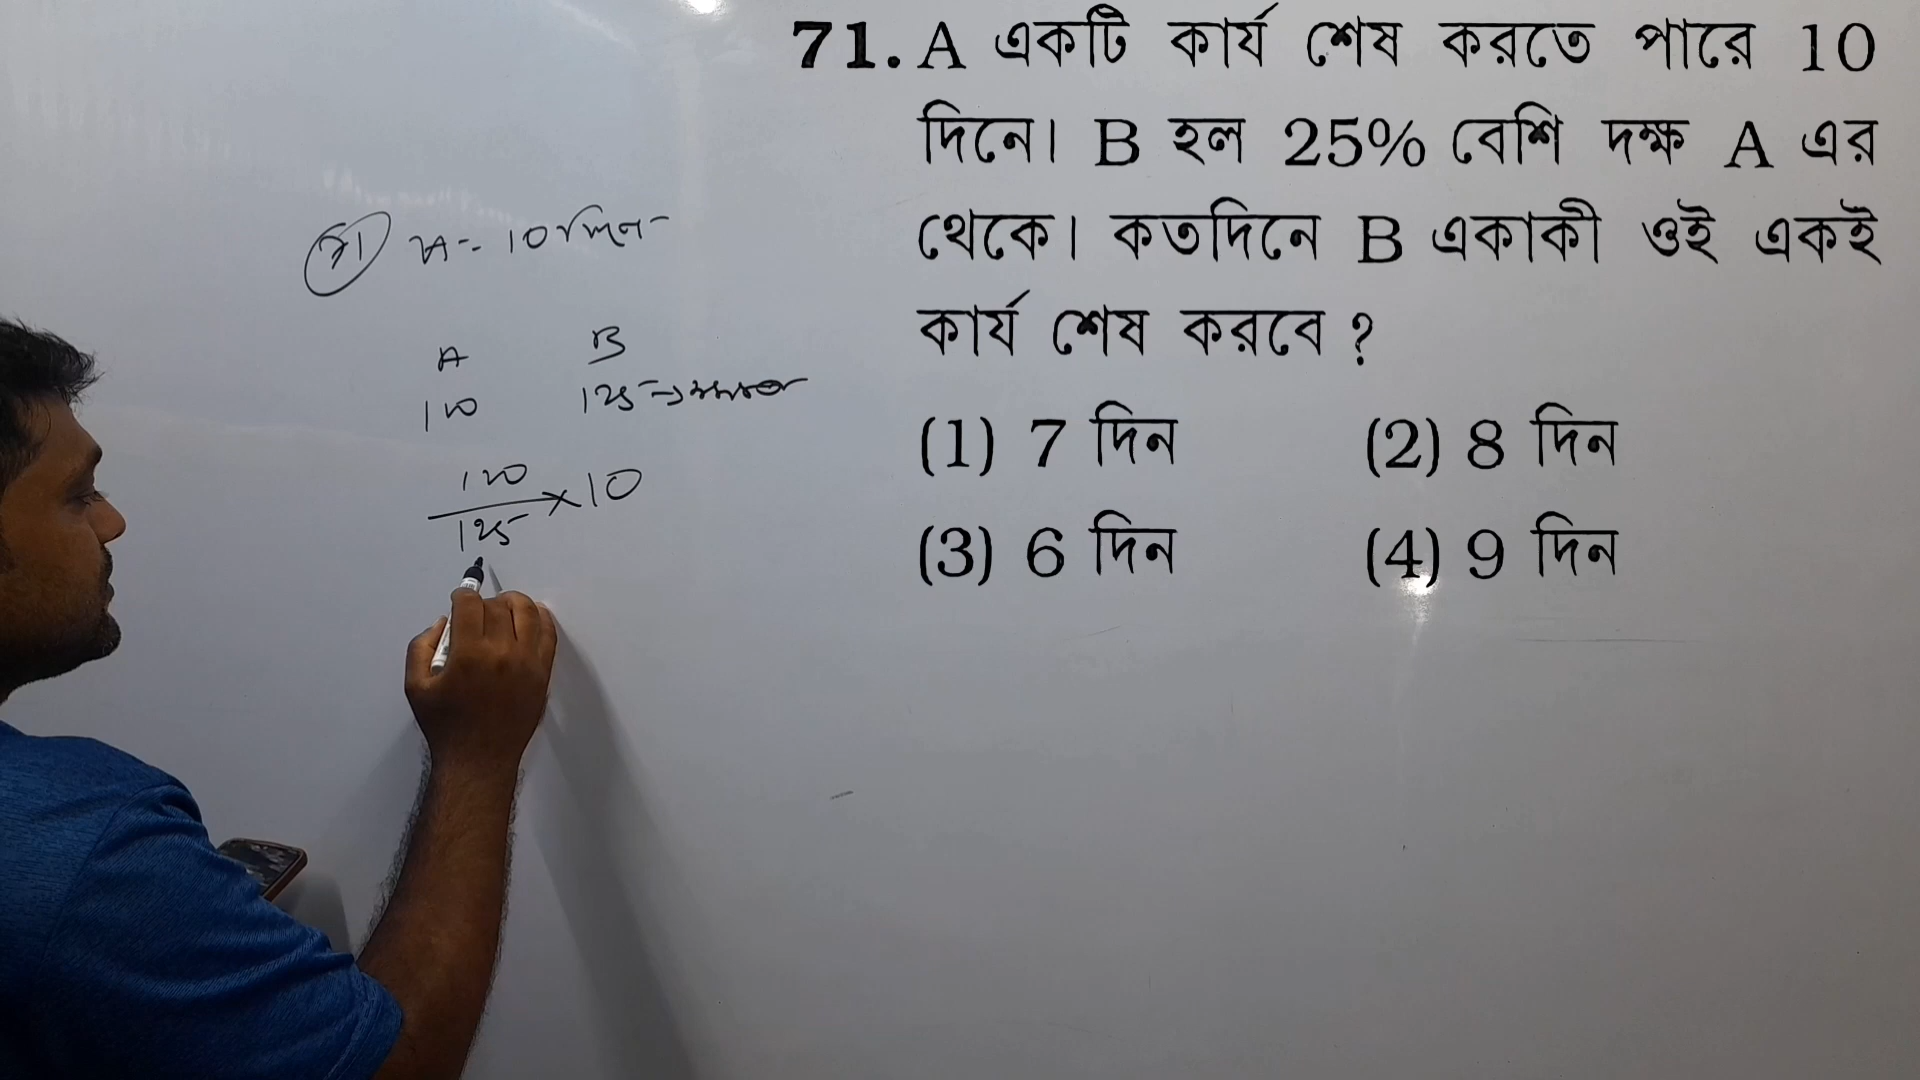 71. A একটি কার্য শেষ করতে পারে 10
দিনে। B হল 25% বেশি দক্ষ A এর
থেকে। কতদিনে B একাকী ওই একই
কার্য শেষ করবে ?
(1) 7 দিন (2) 8 দিন
(3) 6 দিন (4) 9 দিন
71 A = 10 দিন
A B
100 125 →
100
125 × 10